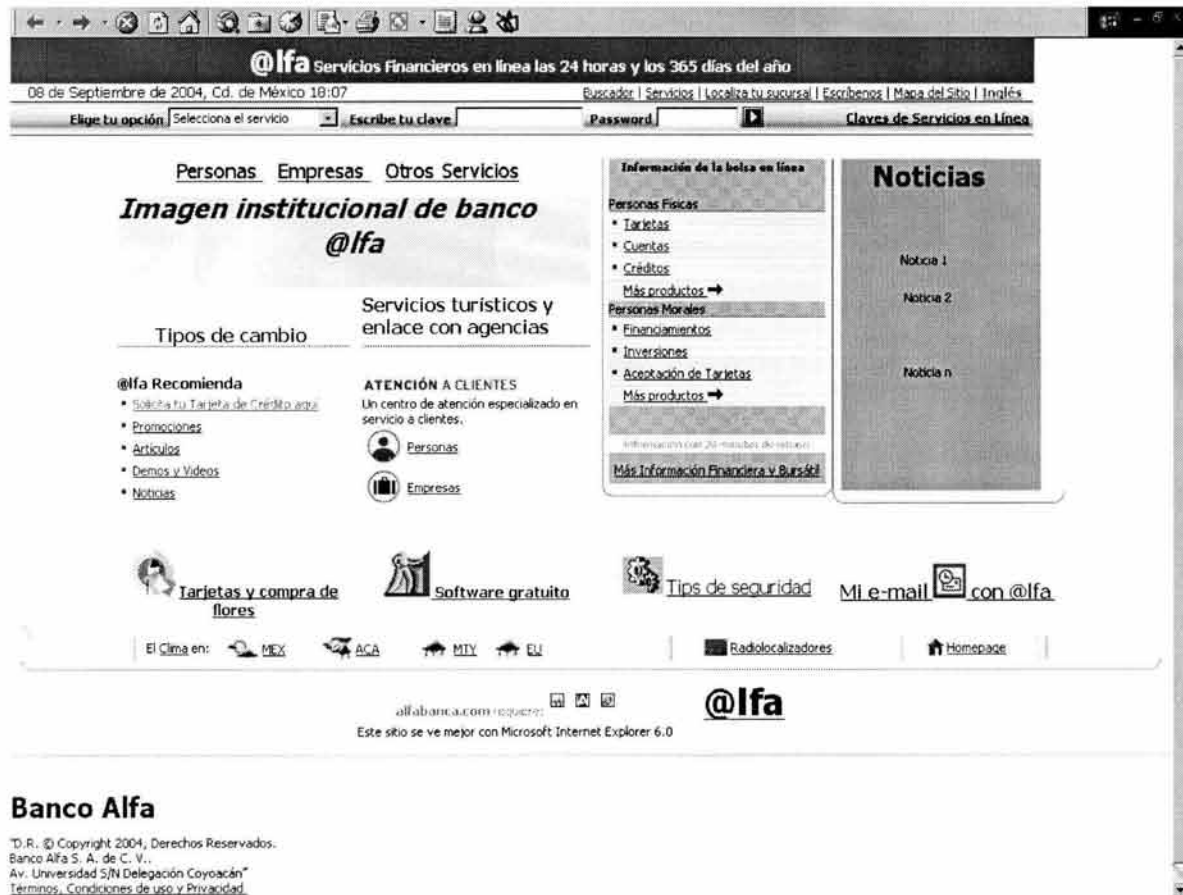 @lfa Servicios Financieros en línea las 24 horas y los 365 días del año
08 de Septiembre de 2004, Cd. de México 18:07
Buscador | Servicios | Localiza tu sucursal | Escríbenos | Mapa del Sitio | Inglés
Elige tu opción Selecciona el servicio Escribe tu clave Password Claves de Servicios en Línea
Personas Empresas Otros Servicios
Imagen institucional de banco
@lfa
Tipos de cambio
Servicios turísticos y
enlace con agencias
@lfa Recomienda
Solicita tu Tarjeta de Crédito aquí
Promociones
Artículos
Demos y Videos
Noticias
ATENCIÓN A CLIENTES
Un centro de atención especializado en
servicio a clientes.
Personas
Empresas
Información de la bolsa en línea
Personas Físicas
Tarjetas
Cuentas
Créditos
Más productos
Personas Morales
Financiamientos
Inversiones
Aceptación de Tarjetas
Más productos
Información con 20 minutos de retraso
Más Información Financiera y Bursátil
Noticias
Noticia 1
Noticia 2
Noticia n
Tarjetas y compra de
flores
Software gratuito
Tips de seguridad
Mi e-mail con @lfa
El Clima en: MEX ACA MTY EU
Radiolocalizadores
Homepage
alfabanca.com requiere:
@lfa
Este sitio se ve mejor con Microsoft Internet Explorer 6.0
Banco Alfa
"D.R. © Copyright 2004, Derechos Reservados.
Banco Alfa S. A. de C. V..
Av. Universidad S/N Delegación Coyoacán"
Términos, Condiciones de uso y Privacidad